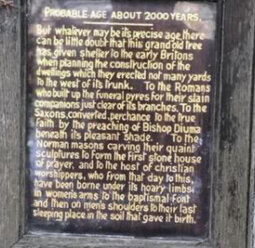 PROBABLE AGE ABOUT 2000 YEARS.
But whatever may be its precise age there
can be little doubt that this grand old tree
has given shelter to the early Britons
when planning the construction of the
dwellings which they erected not many yards
to the west of its trunk. To the Romans
who built up the funeral pyres for their slain
companions just clear of its branches. To the
Saxons, converted, perchance to the true
faith by the preaching of Bishop Diuma
beneath its pleasant shade. To the
Norman masons carving their quaint
sculptures to form the first stone house
of prayer, and to the host of christian
worshippers, who from that day to this,
have been borne under its hoary limbs,
in women's arms to the baptismal font
and then on men's shoulders to their last
sleeping place in the soil that gave it birth.